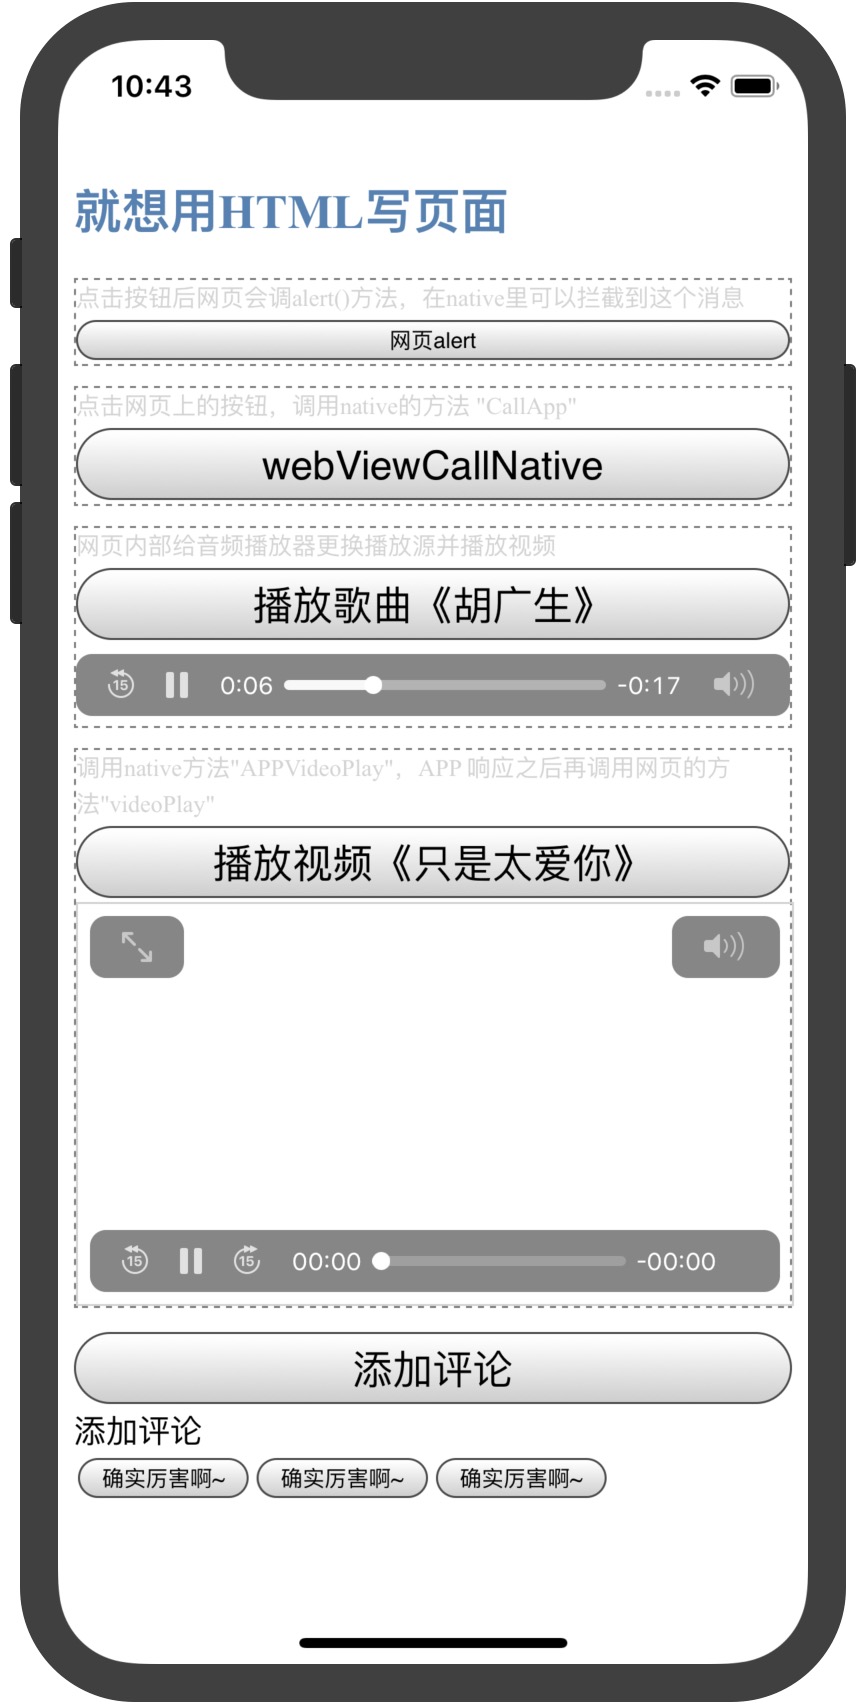 10:43
就想用HTML写页面
点击按钮后网页会调alert()方法，在native里可以拦截到这个消息
网页alert
点击网页上的按钮，调用native的方法 "CallApp"
webViewCallNative
网页内部给音频播放器更换播放源并播放视频
播放歌曲《胡广生》
15 0:06 -0:17
调用native方法"APPVideoPlay"，APP 响应之后再调用网页的方
法"videoPlay"
播放视频《只是太爱你》
15 15 00:00 -00:00
添加评论
添加评论
确实厉害啊~ 确实厉害啊~ 确实厉害啊~